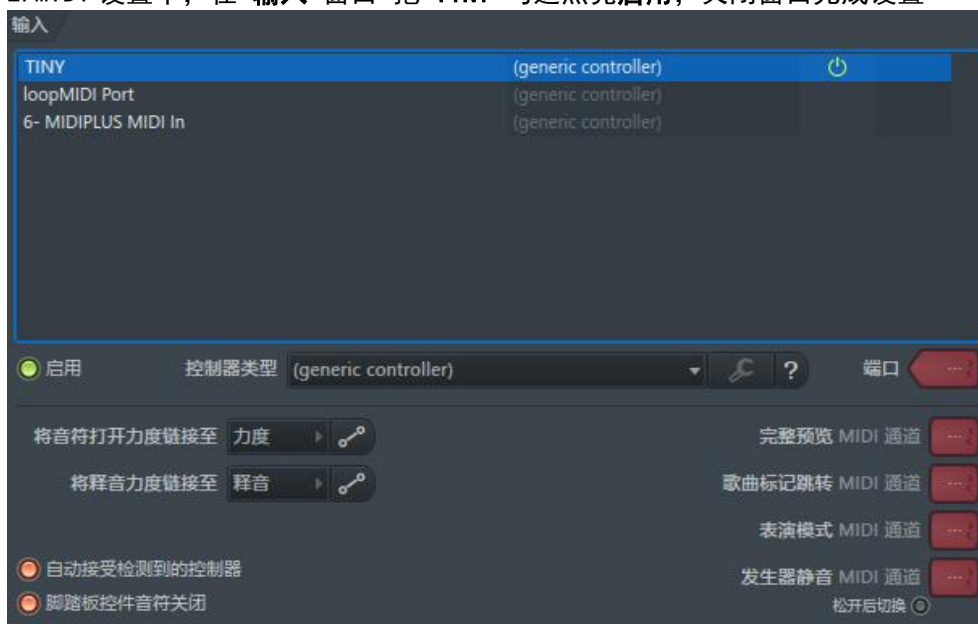 输入
TINY (generic controller)
loopMIDI Port (generic controller)
6- MIDIPLUS MIDI In (generic controller)
启用 控制器类型 (generic controller) ? 端口 ...
将音符打开力度链接至 力度 完整预览 MIDI 通道 ...
将释音力度链接至 释音 歌曲标记跳转 MIDI 通道 ...
表演模式 MIDI 通道 ...
自动接受检测到的控制器 发生器静音 MIDI 通道 ...
脚踏板控件音符关闭 松开后切换